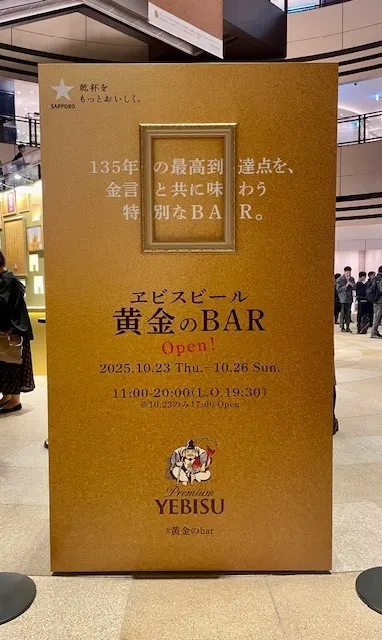 乾杯を
もっとおいしく。
SAPPORO
135年の最高到達点を、
金言と共に味わう
特別なBAR。
ヱビスビール
黄金のBAR
Open!
2025.10.23 Thu.- 10.26 Sun.
11:00-20:00(L.O.19:30)
※10.23のみ17:00 Open
Premium
YEBISU
#黄金のbar